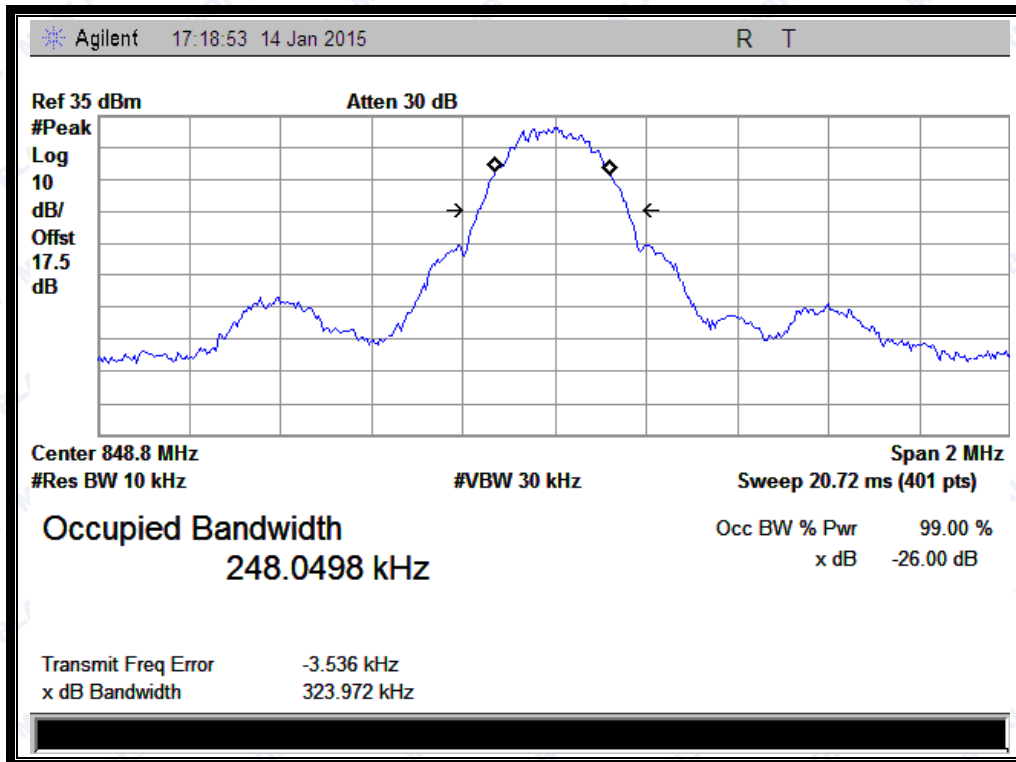 Agilent 17:18:53 14 Jan 2015 R T
Ref 35 dBm Atten 30 dB
#Peak
Log
10
dB/
Offst
17.5
dB
Center 848.8 MHz Span 2 MHz
#Res BW 10 kHz #VBW 30 kHz Sweep 20.72 ms (401 pts)
Occupied Bandwidth Occ BW % Pwr 99.00 %
248.0498 kHz x dB -26.00 dB
Transmit Freq Error -3.536 kHz
x dB Bandwidth 323.972 kHz